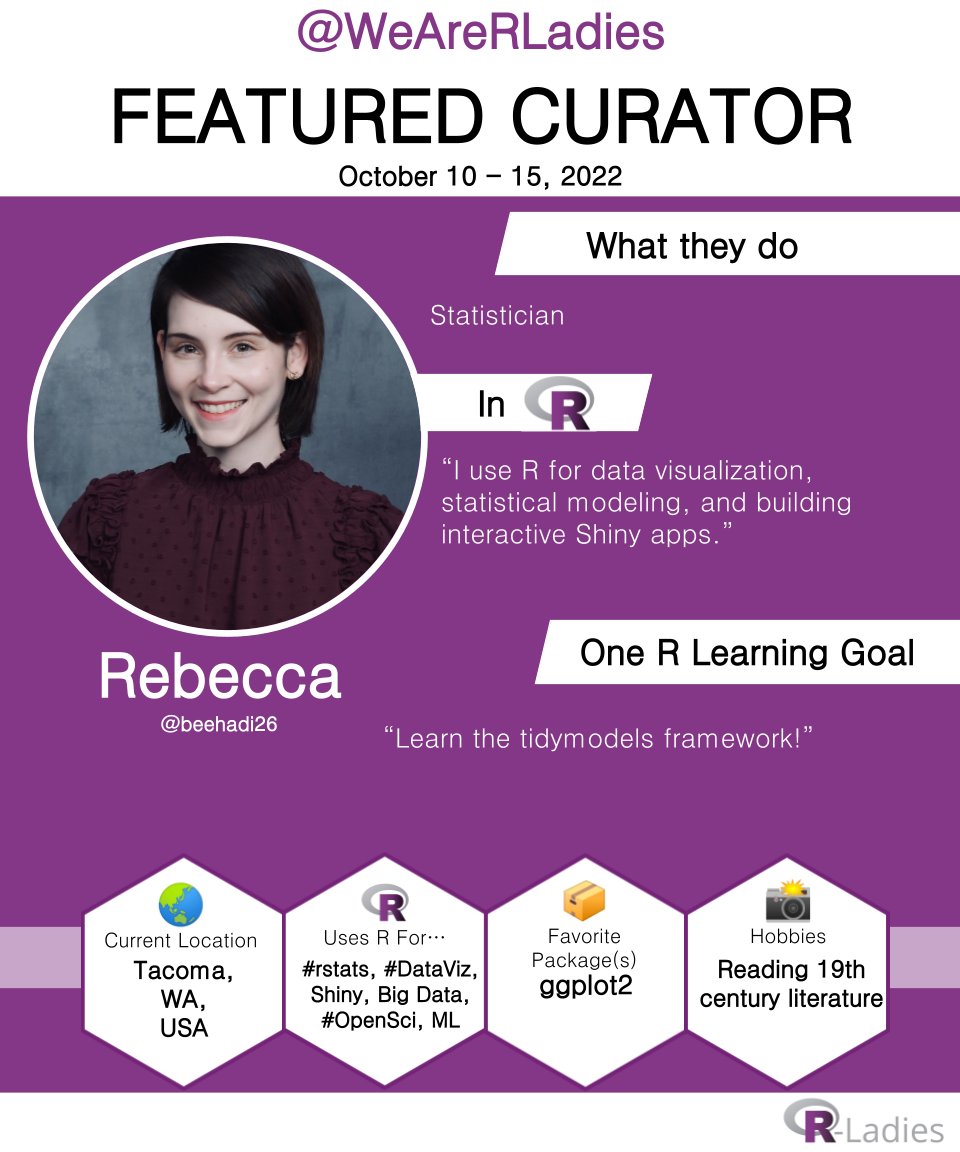 @WeAreRLadies
FEATURED CURATOR
October 10 – 15, 2022
What they do
Statistician
In R
“I use R for data visualization,
statistical modeling, and building
interactive Shiny apps.”
Rebecca
@beehadi26
One R Learning Goal
“Learn the tidymodels framework!”
R
Current Location
Tacoma,
WA,
USA
Uses R For…
#rstats, #DataViz,
Shiny, Big Data,
#OpenSci, ML
Favorite
Package(s)
ggplot2
Hobbies
Reading 19th
century literature
R-Ladies